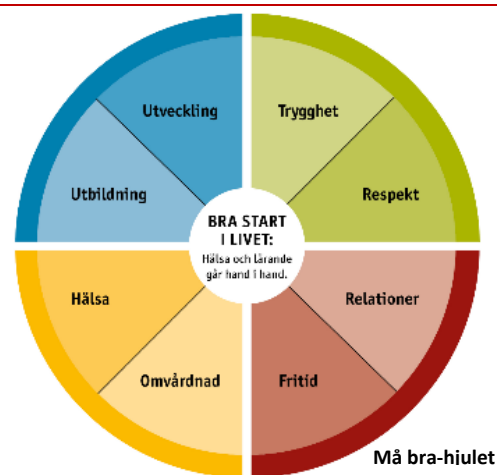 Utveckling
Trygghet
Utbildning
Respekt
BRA START
I LIVET:
Hälsa och lärande
går hand i hand.
Hälsa
Relationer
Omvårdnad
Fritid
Må bra-hjulet